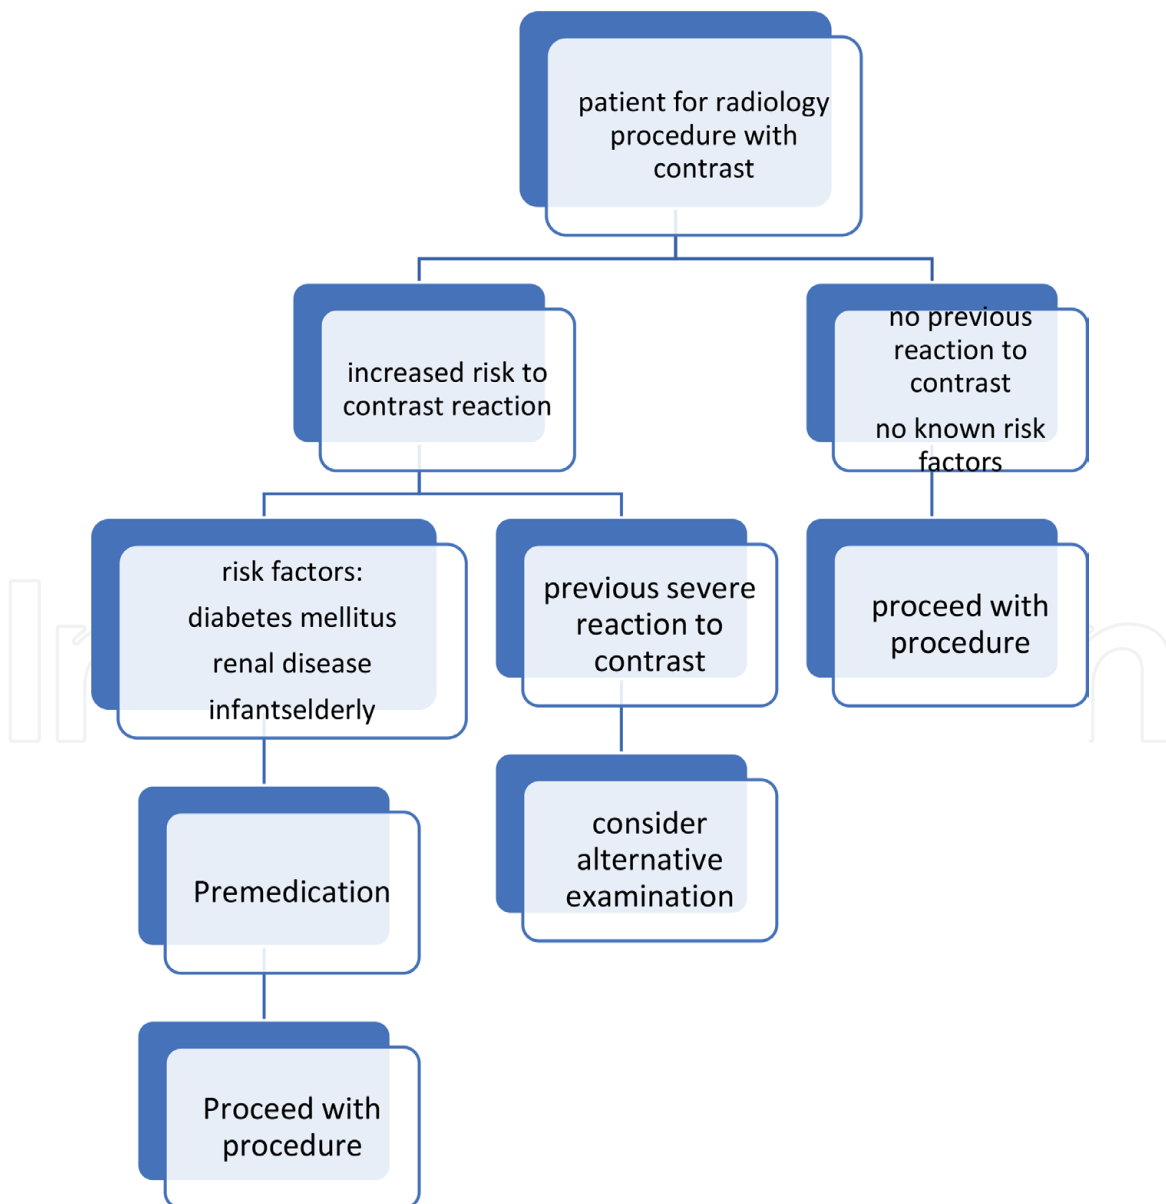 patient for radiology
procedure with
contrast
increased risk to
contrast reaction
no previous
reaction to
contrast
no known risk
factors
risk factors:
diabetes mellitus
renal disease
infantselderly
previous severe
reaction to
contrast
proceed with
procedure
Premedication
consider
alternative
examination
Proceed with
procedure